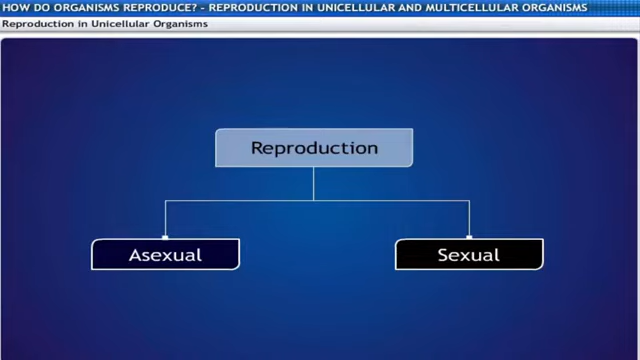 HOW DO ORGANISMS REPRODUCE? - REPRODUCTION IN UNICELLULAR AND MULTICELLULAR ORGANISMS
Reproduction in Unicellular Organisms
Reproduction
Asexual
Sexual